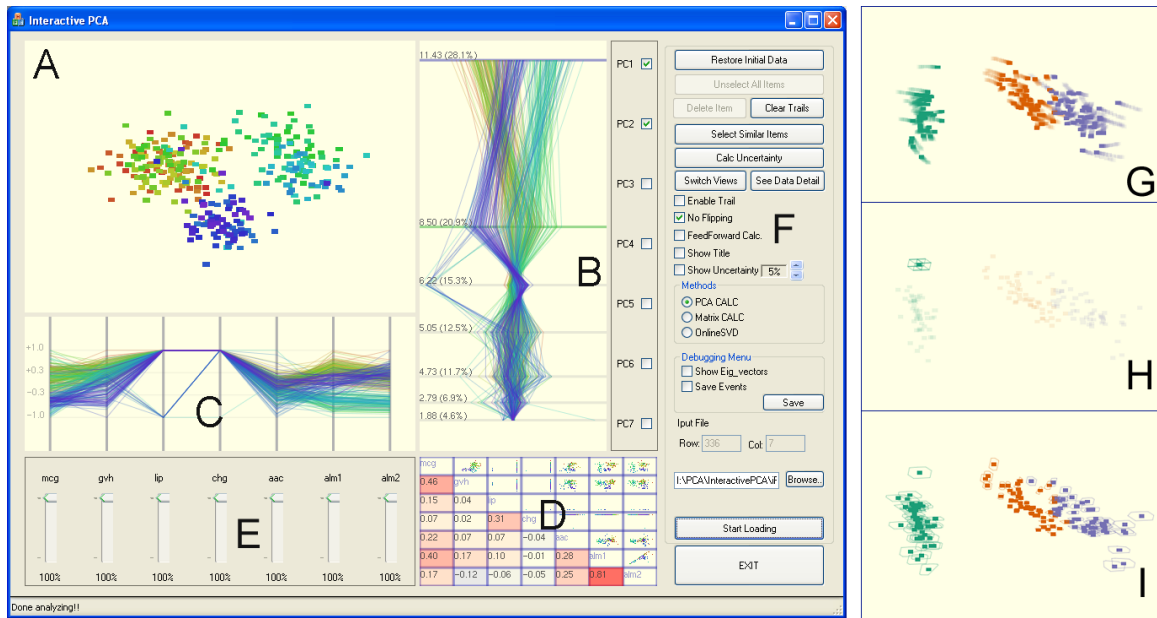 Interactive PCA
A
11.43 (28.1%)
8.50 (20.9%)
6.22 (15.3%)
5.05 (12.5%)
4.73 (11.7%)
2.79 (6.9%)
1.88 (4.6%)
B
PC1
PC2
PC3
PC4
PC5
PC6
PC7
+1.0
+0.3
-0.3
-1.0
C
mcg gvh lip chg aac alm1 alm2
E
100% 100% 100% 100% 100% 100% 100%
mcg
0.46 gvh
0.15 0.04 lip
0.07 0.02 0.31 chg
0.22 0.07 0.07 -0.04 aac
0.40 0.17 0.10 -0.01 0.28 alm1
0.17 -0.12 -0.06 -0.05 0.25 0.81 alm2
D
Restore Initial Data
Unselect All Items
Delete Item Clear Trails
Select Similar Items
Calc Uncertainty
Switch Views See Data Detail
Enable Trail
No Flipping
FeedForward Calc.
Show Title
Show Uncertainty 5%
F
Methods
PCA CALC
Matrix CALC
OnlineSVD
Debugging Menu
Show Eig_vectors
Save Events
Save
Iput File
Row: 336 Col: 7
I:\PCA\InteractivePCA\iF Browse..
Start Loading
EXIT
Done analyzing!!
G
H
I